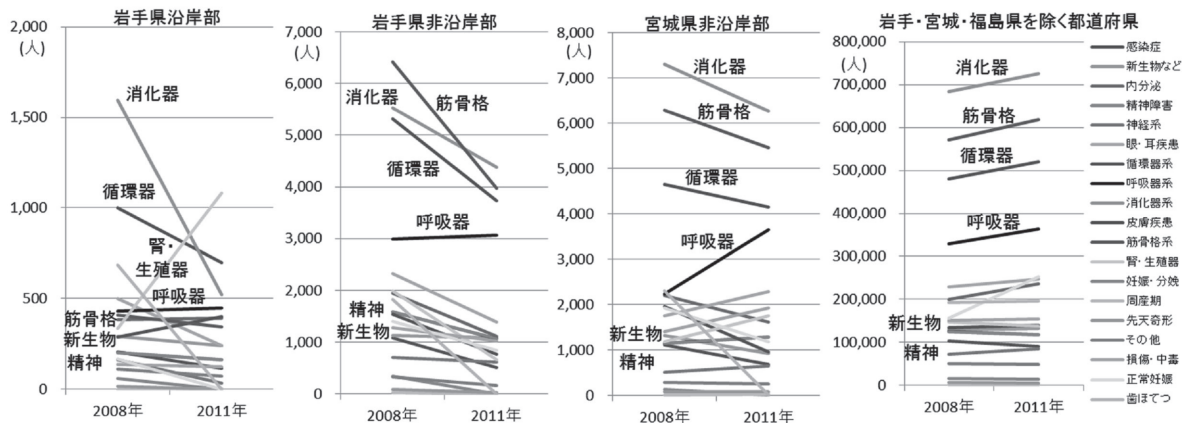 岩手県沿岸部
2,000
(人)
1,500
1,000
500
0
消化器
循環器
腎・
生殖器
呼吸器
筋骨格
新生物
精神
2008年
2011年
岩手県非沿岸部
7,000
(人)
6,000
5,000
4,000
3,000
2,000
1,000
0
消化器
筋骨格
循環器
呼吸器
精神
新生物
2008年
2011年
宮城県非沿岸部
8,000
(人)
7,000
6,000
5,000
4,000
3,000
2,000
1,000
0
消化器
筋骨格
循環器
呼吸器
新生物
精神
2008年
2011年
岩手・宮城・福島県を除く都道府県
800,000
(人)
700,000
600,000
500,000
400,000
300,000
200,000
100,000
0
消化器
筋骨格
循環器
呼吸器
新生物
精神
2008年
2011年
感染症
新生物など
内分泌
精神障害
神経系
眼・耳疾患
循環器系
呼吸器系
消化器系
皮膚疾患
筋骨格系
腎・生殖器
妊娠・分娩
周産期
先天奇形
その他
損傷・中毒
正常妊娠
歯ほてつ